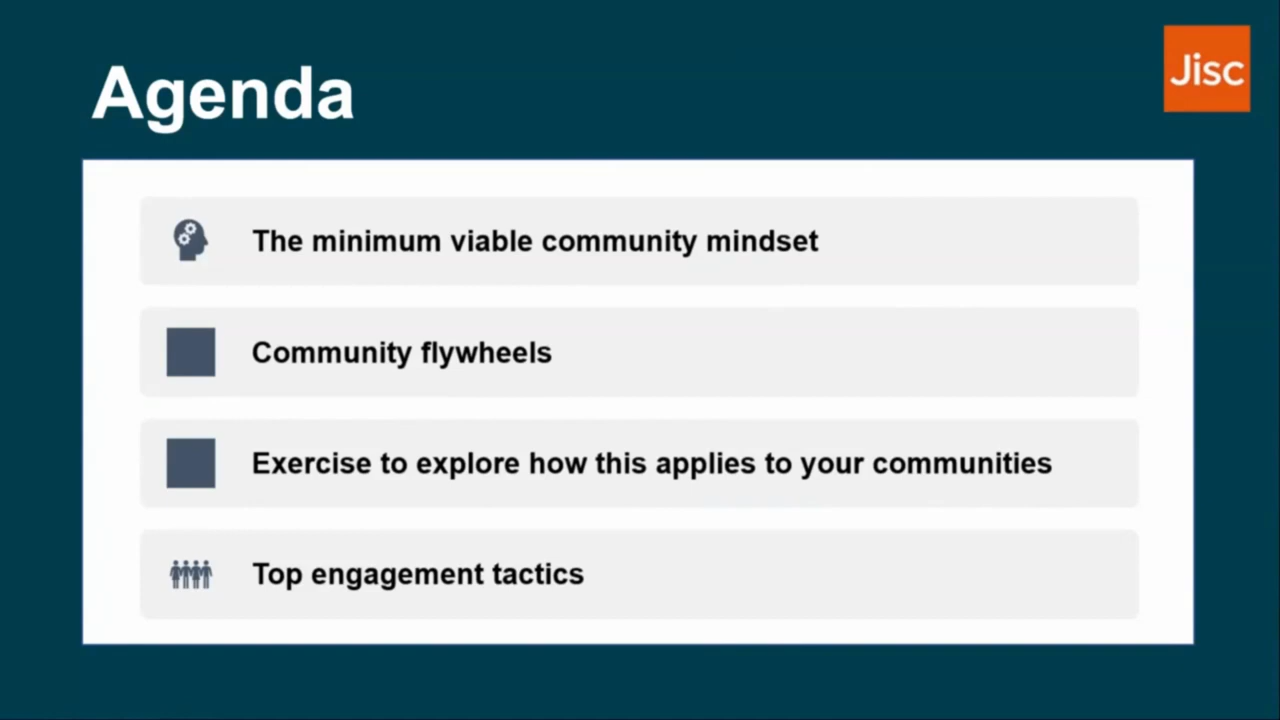 Jisc
Agenda
The minimum viable community mindset
Community flywheels
Exercise to explore how this applies to your communities
Top engagement tactics